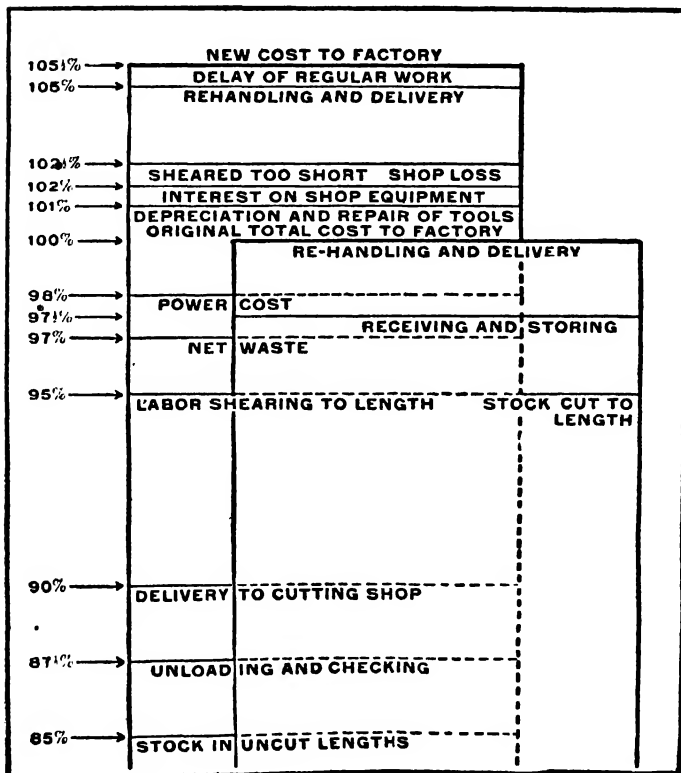 NEW COST TO FACTORY
105½%
DELAY OF REGULAR WORK
105%
REHANDLING AND DELIVERY
102½%
SHEARED TOO SHORT SHOP LOSS
102%
INTEREST ON SHOP EQUIPMENT
101%
DEPRECIATION AND REPAIR OF TOOLS
ORIGINAL TOTAL COST TO FACTORY
100%
RE-HANDLING AND DELIVERY
98%
POWER COST
97½%
RECEIVING AND STORING
97%
NET WASTE
95%
LABOR SHEARING TO LENGTH STOCK CUT TO
LENGTH
90%
DELIVERY TO CUTTING SHOP
87½%
UNLOADING AND CHECKING
85%
STOCK IN UNCUT LENGTHS